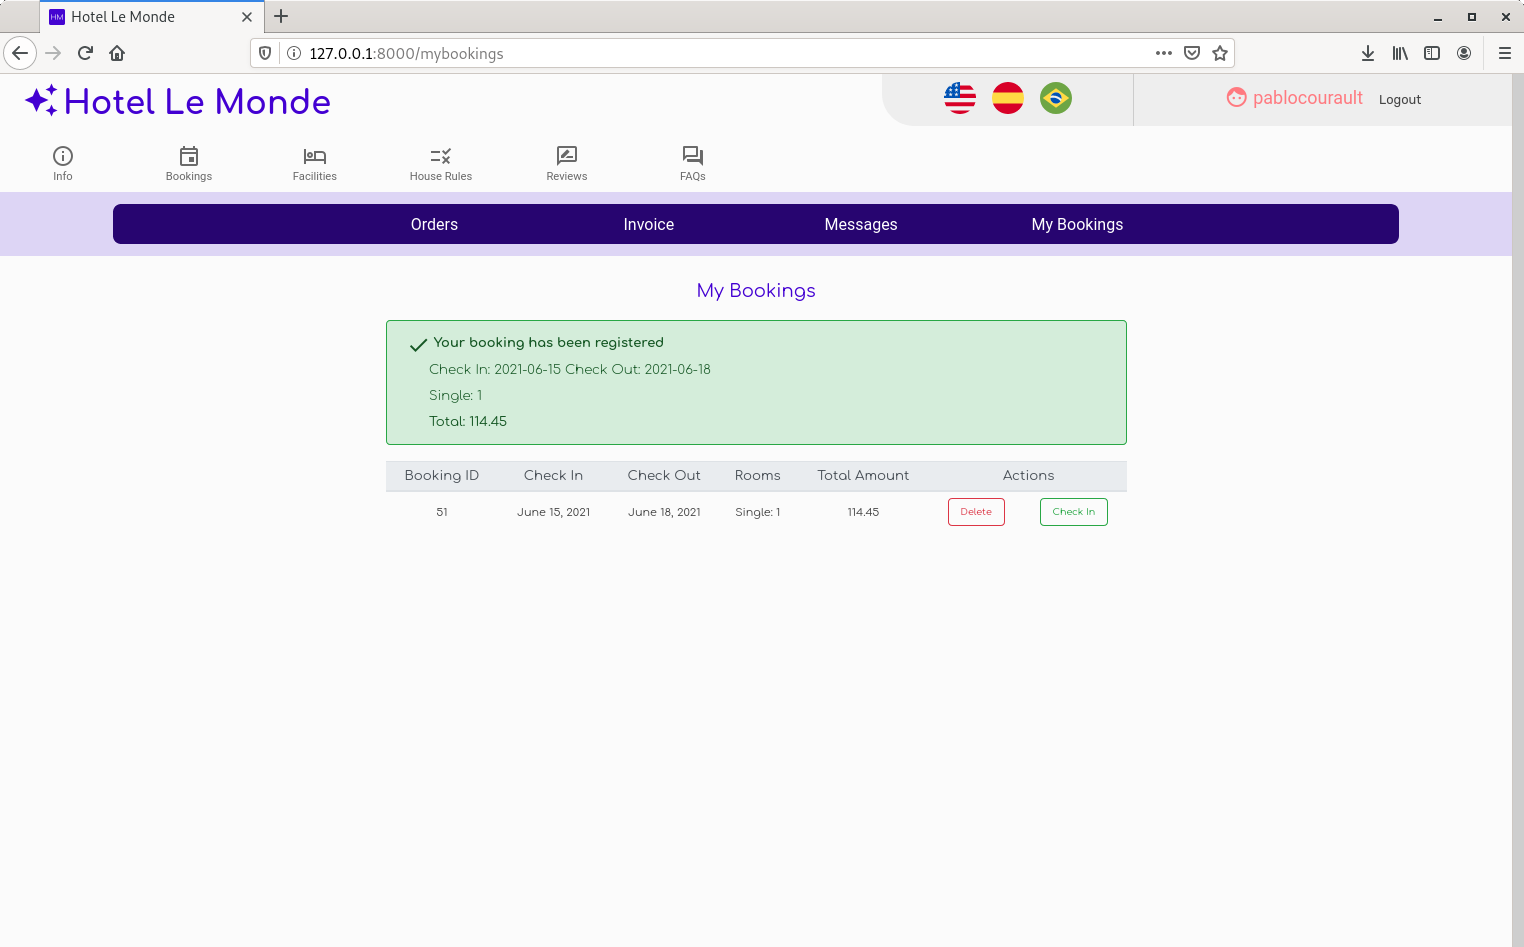 HM Hotel Le Monde
127.0.0.1:8000/mybookings
Hotel Le Monde
pablocourault Logout
Info Bookings Facilities House Rules Reviews FAQs
Orders Invoice Messages My Bookings
My Bookings
Your booking has been registered
Check In: 2021-06-15 Check Out: 2021-06-18
Single: 1
Total: 114.45
Booking ID Check In Check Out Rooms Total Amount Actions
51 June 15, 2021 June 18, 2021 Single: 1 114.45 Delete Check In